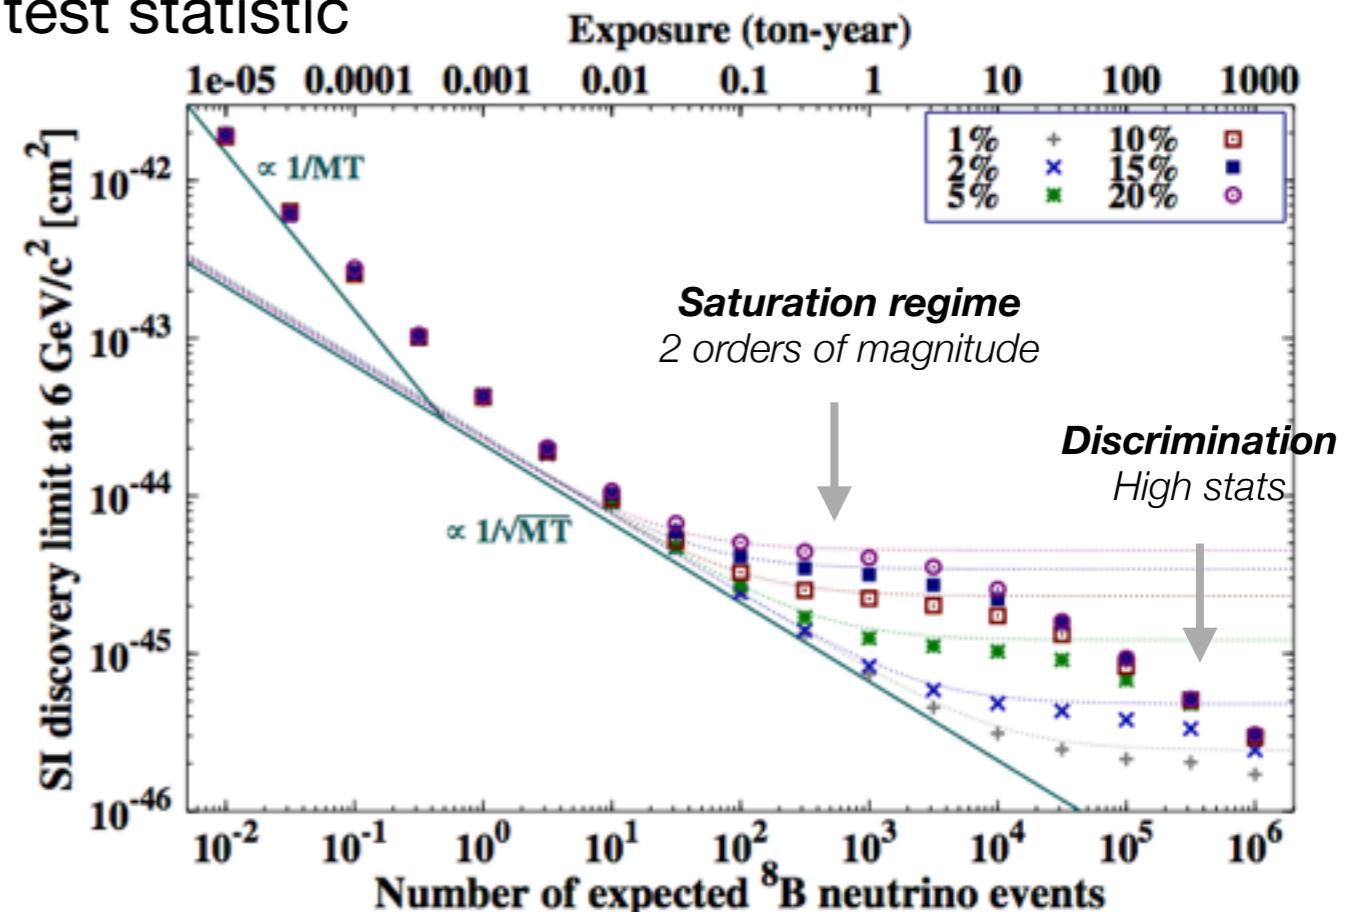 test statistic
Exposure (ton-year)
1e-05 0.0001 0.001 0.01 0.1 1 10 100 1000
SI discovery limit at 6 GeV/c² [cm²]
10⁻⁴²
10⁻⁴³
10⁻⁴⁴
10⁻⁴⁵
10⁻⁴⁶
∝ 1/MT
∝ 1/√MT
1% 10%
2% 15%
5% 20%
Saturation regime
2 orders of magnitude
Discrimination
High stats
10⁻² 10⁻¹ 10⁰ 10¹ 10² 10³ 10⁴ 10⁵ 10⁶
Number of expected ⁸B neutrino events